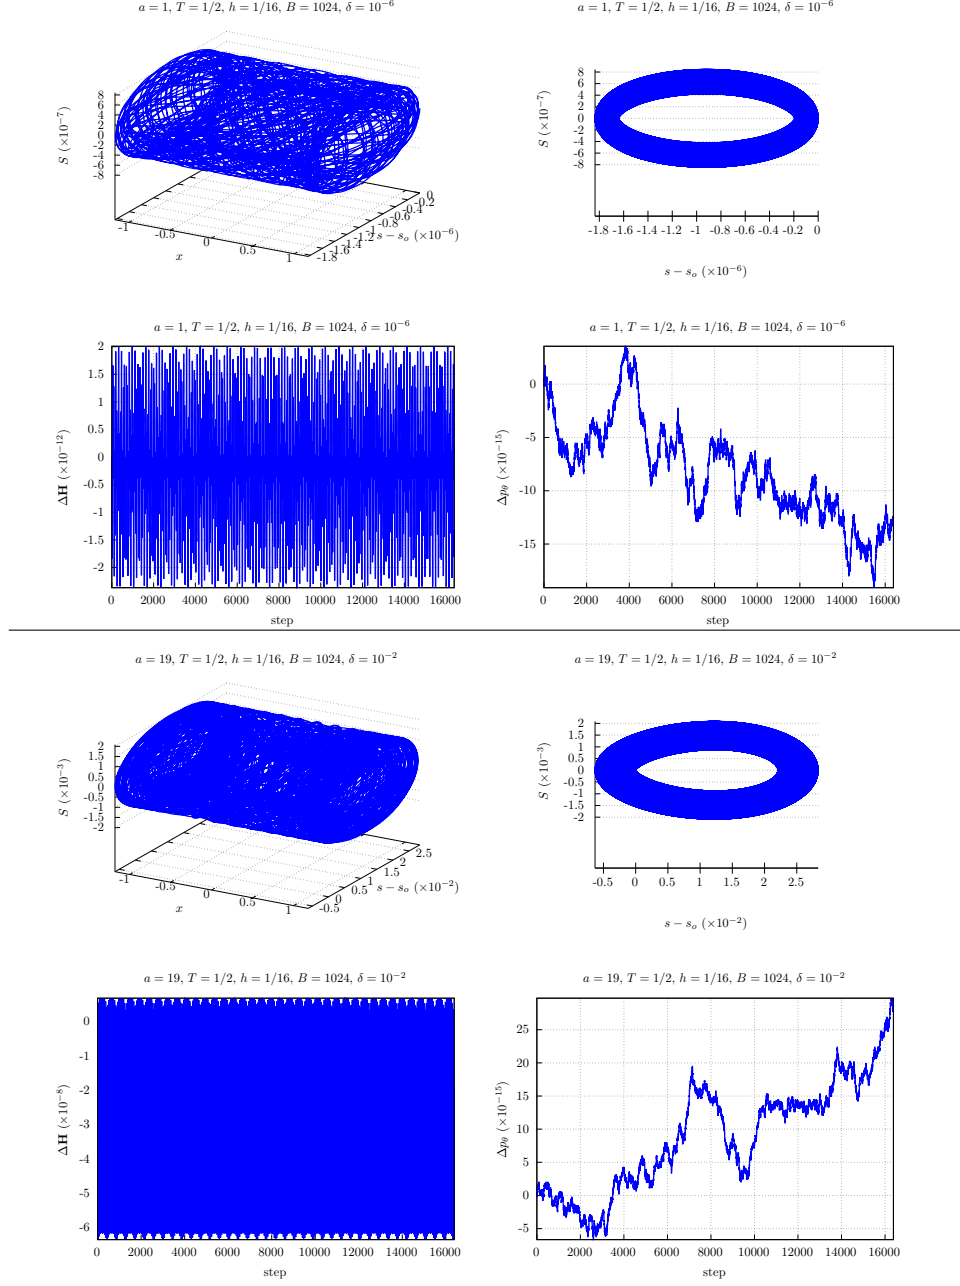 a = 1, T = 1/2, h = 1/16, B = 1024, δ = 10⁻⁶
S (×10⁻⁷)
8
6
4
2
0
-2
-4
-6
-8
-1
-0.5
0
0.5
1
x
-1.8
-1.6
-1.4
-1.2
-1
-0.8
-0.6
-0.4
-0.2
0
s − sₒ (×10⁻⁶)
a = 1, T = 1/2, h = 1/16, B = 1024, δ = 10⁻⁶
S (×10⁻⁷)
8
6
4
2
0
-2
-4
-6
-8
-1.8 -1.6 -1.4 -1.2 -1 -0.8 -0.6 -0.4 -0.2 0
s − sₒ (×10⁻⁶)
a = 1, T = 1/2, h = 1/16, B = 1024, δ = 10⁻⁶
ΔH (×10⁻¹²)
2
1.5
1
0.5
0
-0.5
-1
-1.5
-2
0 2000 4000 6000 8000 10000 12000 14000 16000
step
a = 1, T = 1/2, h = 1/16, B = 1024, δ = 10⁻⁶
Δp_θ (×10⁻¹⁵)
0
-5
-10
-15
0 2000 4000 6000 8000 10000 12000 14000 16000
step
a = 19, T = 1/2, h = 1/16, B = 1024, δ = 10⁻²
S (×10⁻³)
2
1.5
1
0.5
0
-0.5
-1
-1.5
-2
-1
-0.5
0
0.5
1
x
-0.5
0
0.5
1
1.5
2
2.5
s − sₒ (×10⁻²)
a = 19, T = 1/2, h = 1/16, B = 1024, δ = 10⁻²
S (×10⁻³)
2
1.5
1
0.5
0
-0.5
-1
-1.5
-2
-0.5 0 0.5 1 1.5 2 2.5
s − sₒ (×10⁻²)
a = 19, T = 1/2, h = 1/16, B = 1024, δ = 10⁻²
ΔH (×10⁻⁸)
0
-1
-2
-3
-4
-5
-6
0 2000 4000 6000 8000 10000 12000 14000 16000
step
a = 19, T = 1/2, h = 1/16, B = 1024, δ = 10⁻²
Δp_θ (×10⁻¹⁵)
25
20
15
10
5
0
-5
0 2000 4000 6000 8000 10000 12000 14000 16000
step